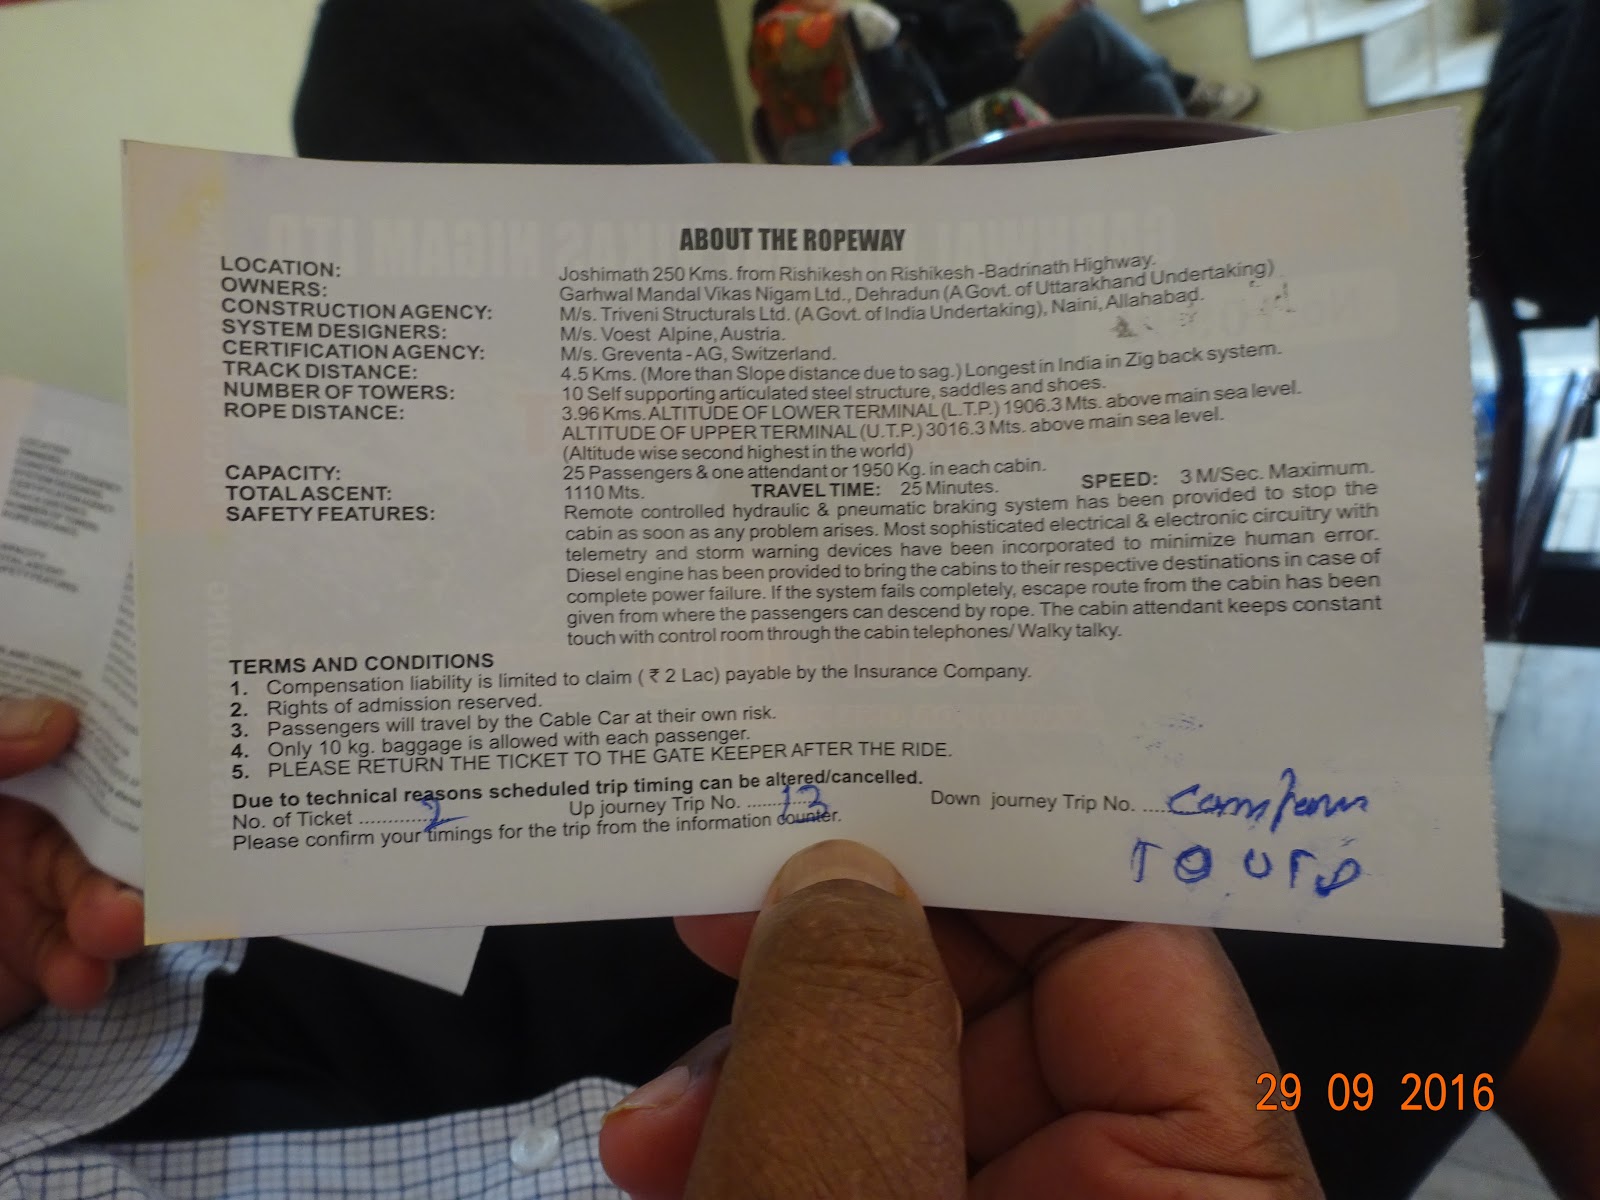 ABOUT THE ROPEWAY
LOCATION: Joshimath 250 Kms. from Rishikesh on Rishikesh -Badrinath Highway.
OWNERS: Garhwal Mandal Vikas Nigam Ltd., Dehradun (A Govt. of Uttarakhand Undertaking)
CONSTRUCTION AGENCY: M/s. Triveni Structurals Ltd. (A Govt. of India Undertaking), Naini, Allahabad.
SYSTEM DESIGNERS: M/s. Voest Alpine, Austria.
CERTIFICATION AGENCY: M/s. Greventa - AG, Switzerland.
TRACK DISTANCE: 4.5 Kms. (More than Slope distance due to sag.) Longest in India in Zig back system.
NUMBER OF TOWERS: 10 Self supporting articulated steel structure, saddles and shoes.
ROPE DISTANCE: 3.96 Kms. ALTITUDE OF LOWER TERMINAL (L.T.P.) 1906.3 Mts. above main sea level.
ALTITUDE OF UPPER TERMINAL (U.T.P.) 3016.3 Mts. above main sea level.
(Altitude wise second highest in the world)
CAPACITY: 25 Passengers & one attendant or 1950 Kg. in each cabin.
TOTAL ASCENT: 1110 Mts. TRAVEL TIME: 25 Minutes. SPEED: 3 M/Sec. Maximum.
SAFETY FEATURES: Remote controlled hydraulic & pneumatic braking system has been provided to stop the
cabin as soon as any problem arises. Most sophisticated electrical & electronic circuitry with
telemetry and storm warning devices have been incorporated to minimize human error.
Diesel engine has been provided to bring the cabins to their respective destinations in case of
complete power failure. If the system fails completely, escape route from the cabin has been
given from where the passengers can descend by rope. The cabin attendant keeps constant
touch with control room through the cabin telephones/ Walky talky.
TERMS AND CONDITIONS
1. Compensation liability is limited to claim ( ₹ 2 Lac) payable by the Insurance Company.
2. Rights of admission reserved.
3. Passengers will travel by the Cable Car at their own risk.
4. Only 10 kg. baggage is allowed with each passenger.
5. PLEASE RETURN THE TICKET TO THE GATE KEEPER AFTER THE RIDE.
Due to technical reasons scheduled trip timing can be altered/cancelled.
No. of Ticket ............ 2 Up journey Trip No. ........ 13 Down journey Trip No. ....
Please confirm your timings for the trip from the information counter.
29 09 2016